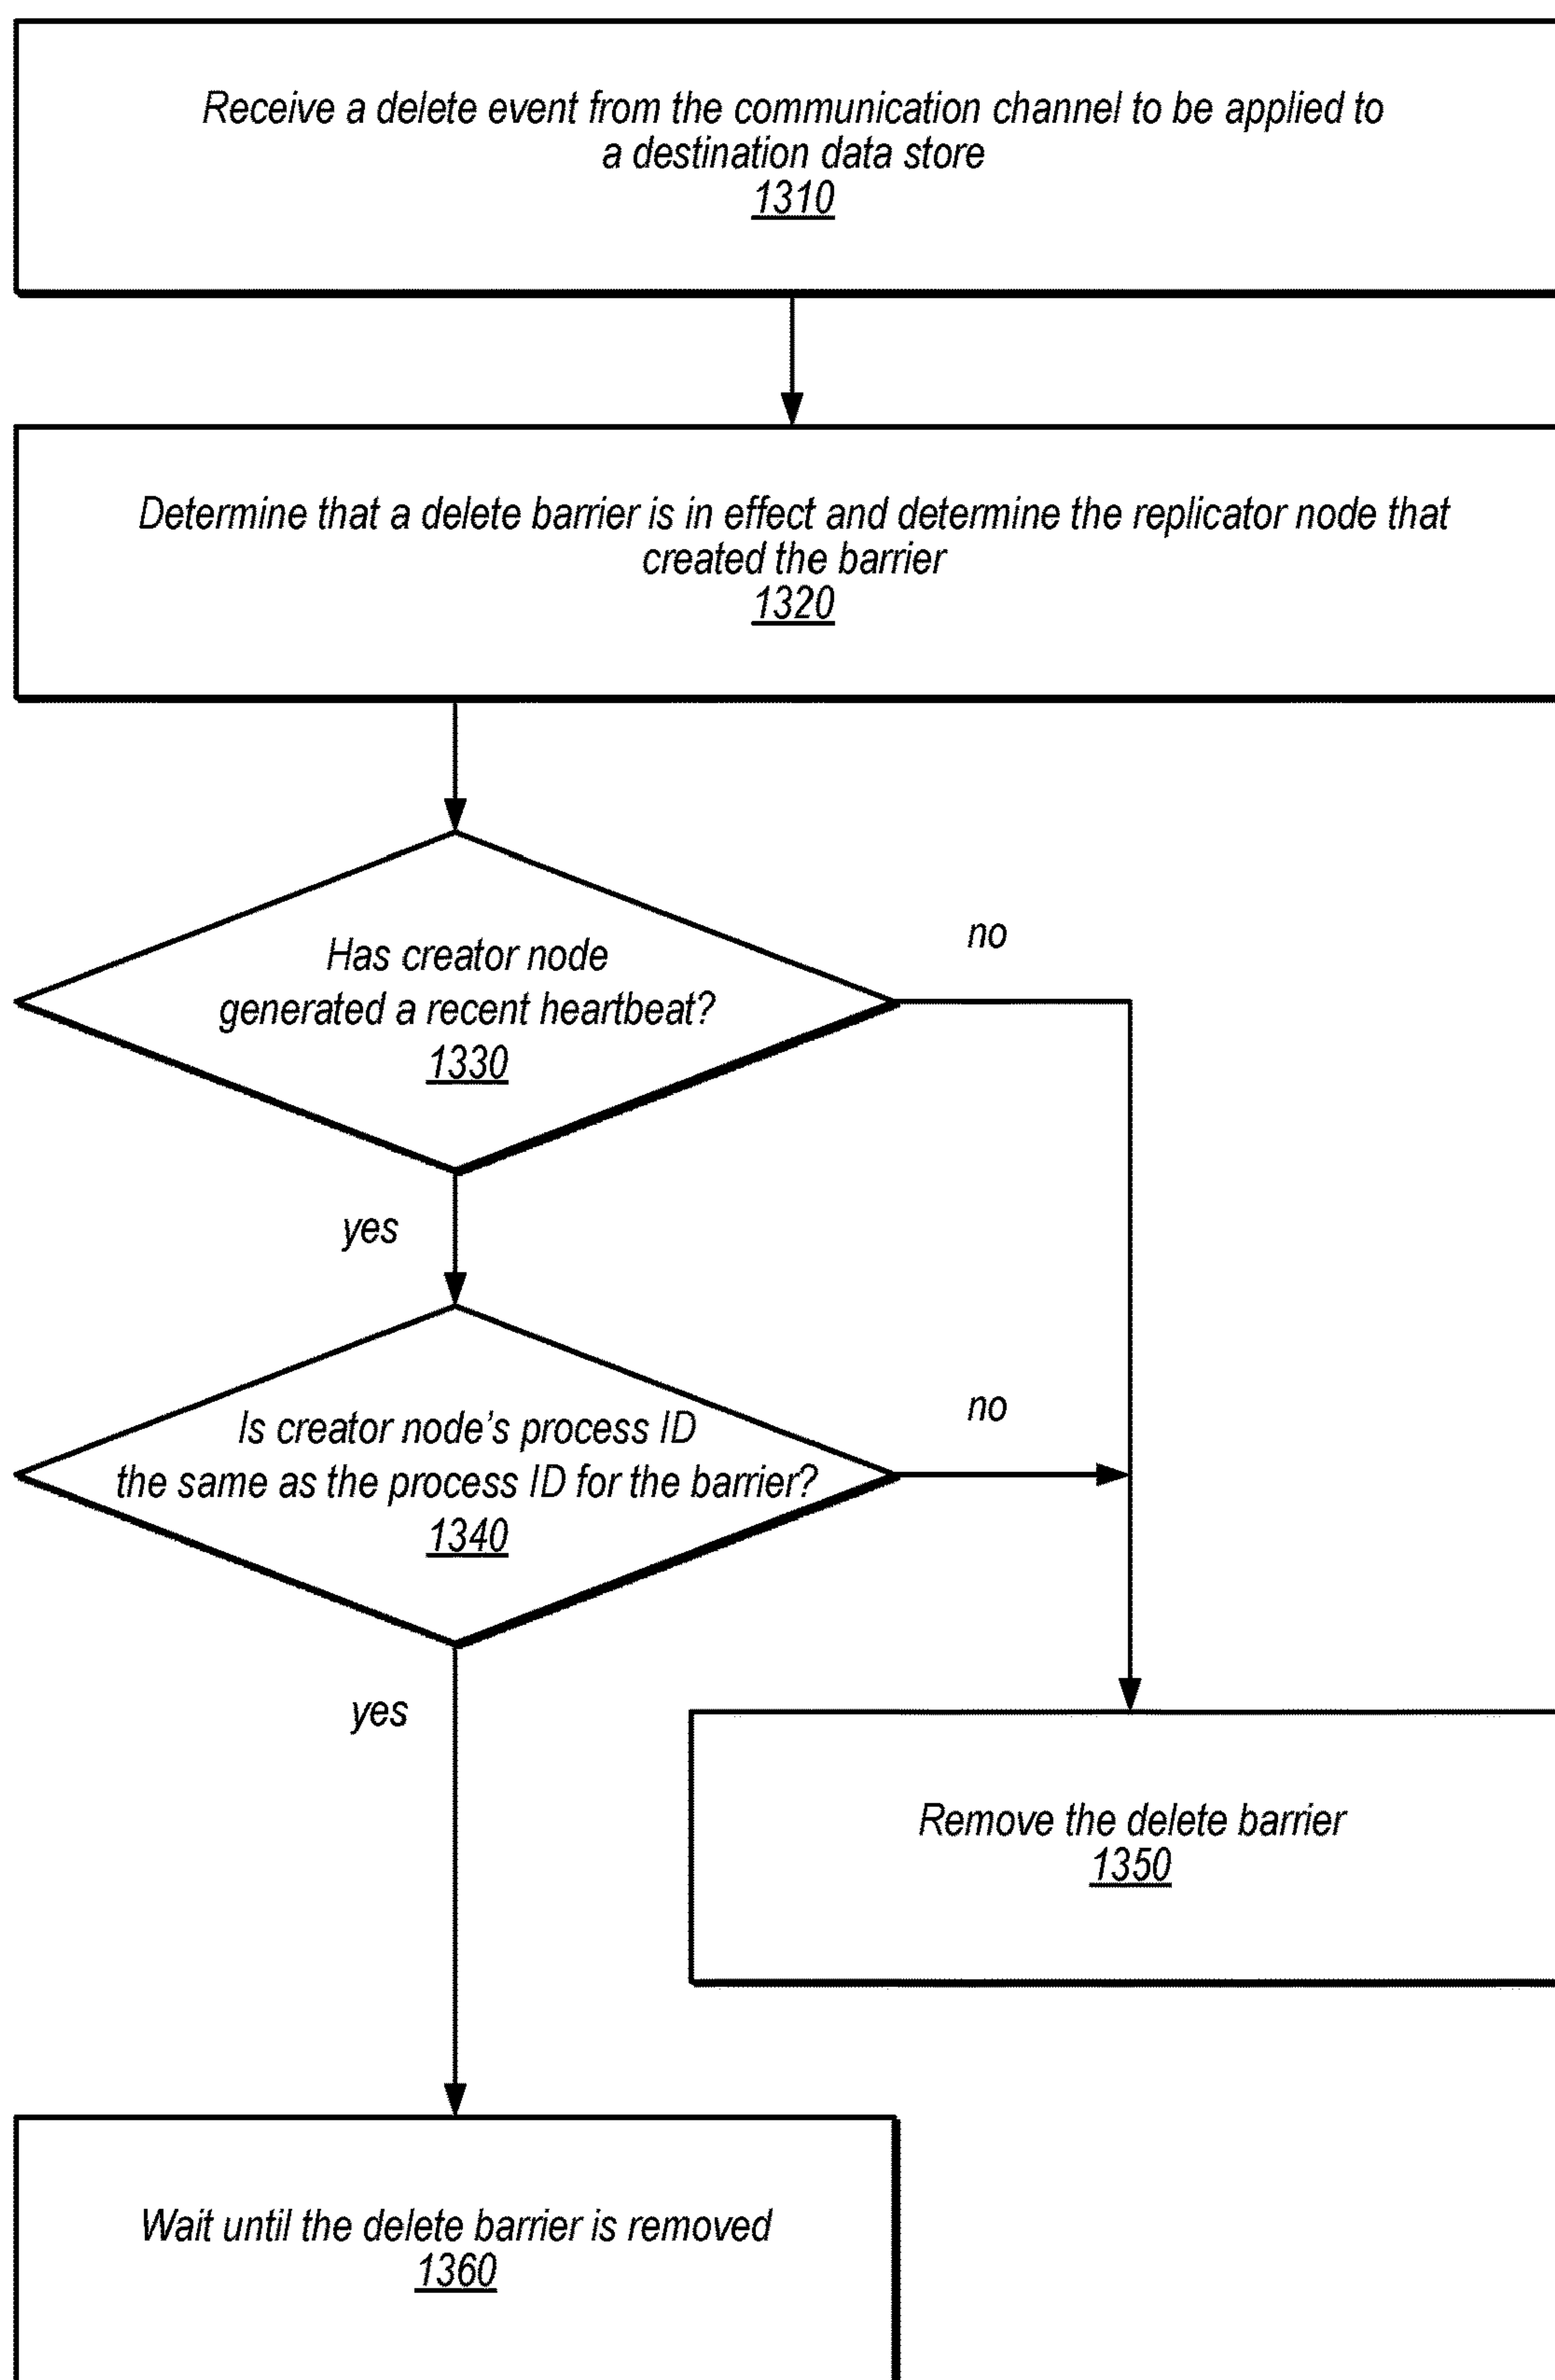 Receive a delete event from the communication channel to be applied to
a destination data store
1310
Determine that a delete barrier is in effect and determine the replicator node that
created the barrier
1320
Has creator node
generated a recent heartbeat?
1330
no
yes
Is creator node's process ID
the same as the process ID for the barrier?
1340
no
yes
Remove the delete barrier
1350
Wait until the delete barrier is removed
1360